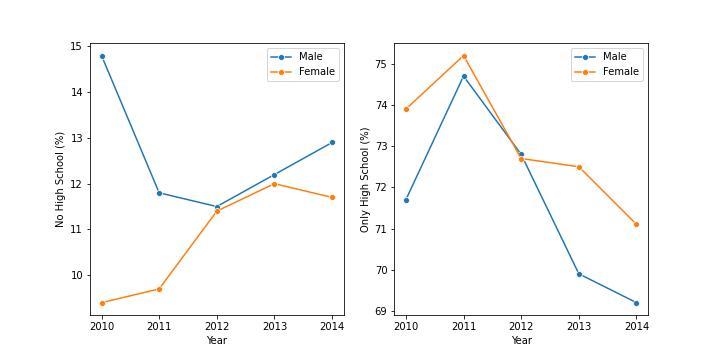 No High School (%)
15
14
13
12
11
10
2010 2011 2012 2013 2014
Year
Male
Female
Only High School (%)
75
74
73
72
71
70
69
2010 2011 2012 2013 2014
Year
Male
Female